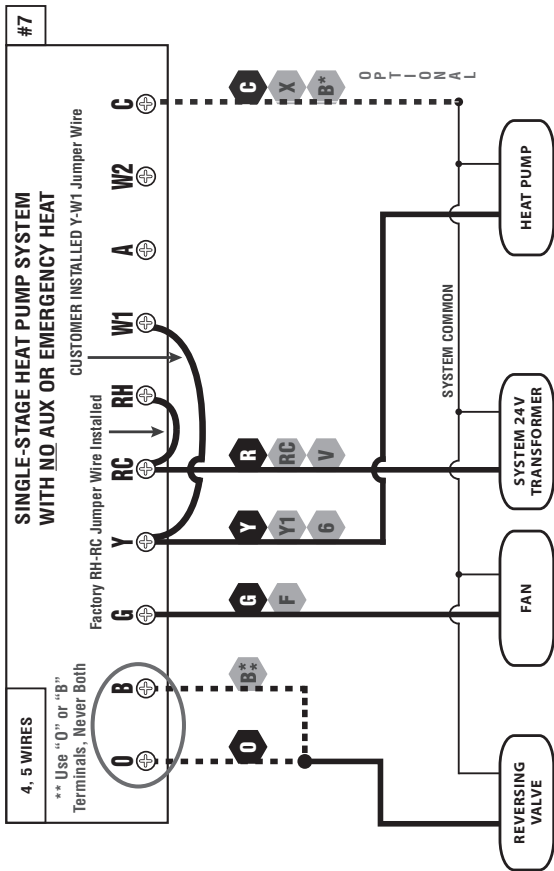 #7
4, 5 WIRES
SINGLE-STAGE HEAT PUMP SYSTEM
WITH NO AUX OR EMERGENCY HEAT
** Use "O" or "B"
Terminals, Never Both
Factory RH-RC Jumper Wire Installed
CUSTOMER INSTALLED Y-W1 Jumper Wire
O B G Y RC RH W1 A W2 C
O B* G Y R C
F Y1 RC X
6 V B*
OPTIONAL
SYSTEM COMMON
REVERSING
VALVE
FAN
SYSTEM 24V
TRANSFORMER
HEAT PUMP